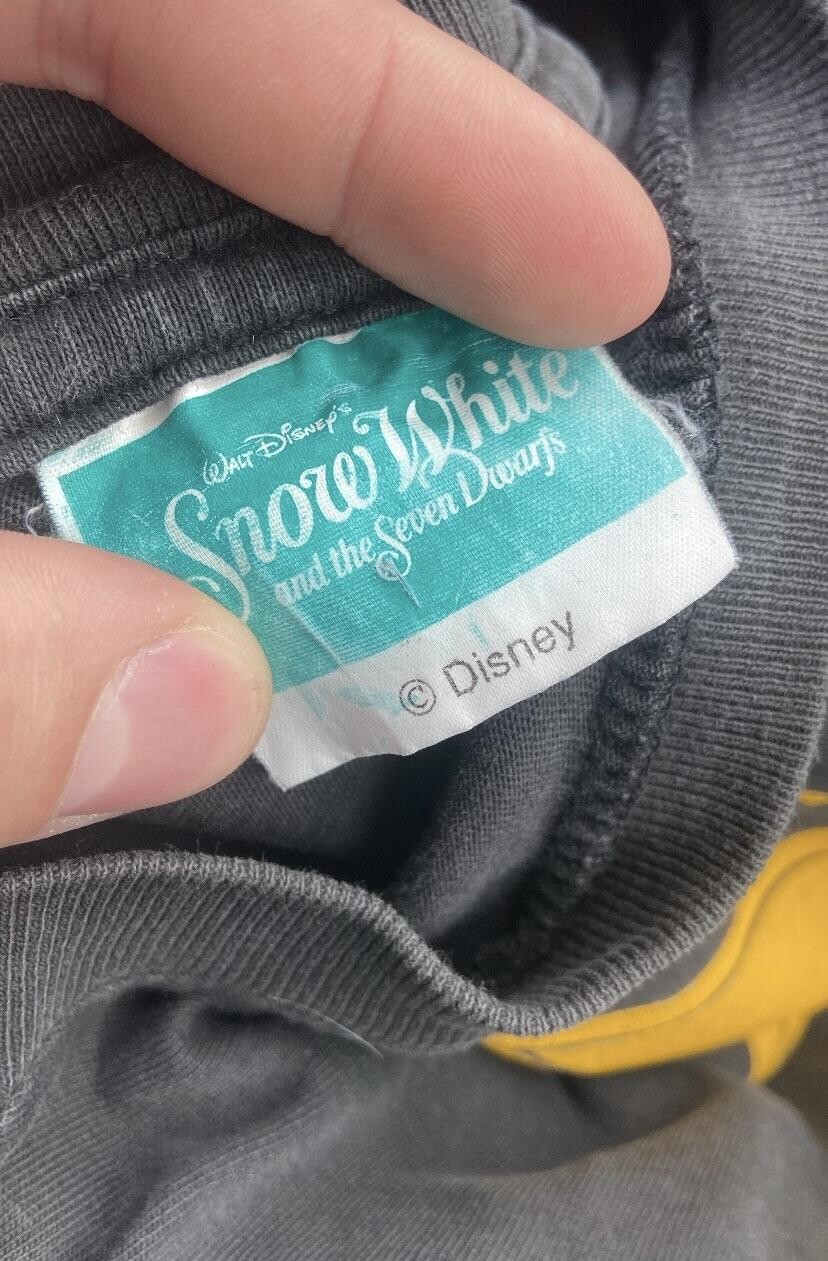 WALT DISNEY'S
Snow White
and the Seven Dwarfs
© Disney